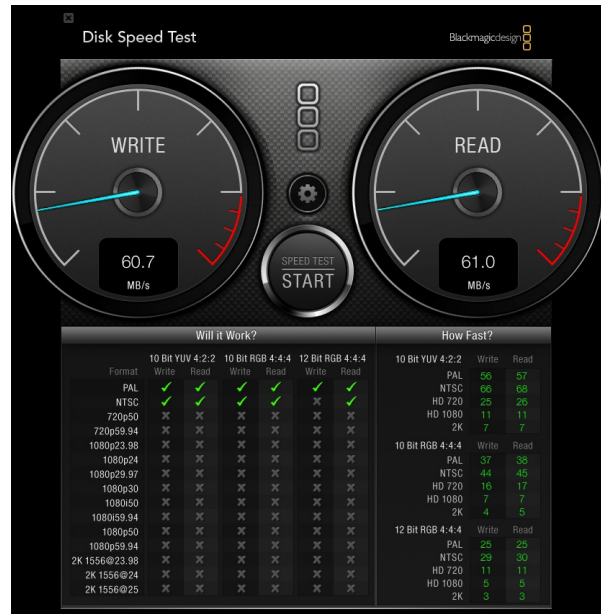 Disk Speed Test
Blackmagicdesign
WRITE
60.7
MB/s
SPEED TEST
START
READ
61.0
MB/s
Will it Work?
10 Bit YUV 4:2:2 10 Bit RGB 4:4:4 12 Bit RGB 4:4:4
Format Write Read Write Read Write Read
PAL ✓ ✓ ✓ ✓ ✓ ✓
NTSC ✓ ✓ ✓ ✓ x ✓
720p50 x x x x x x
720p59.94 x x x x x x
1080p23.98 x x x x x x
1080p24 x x x x x x
1080p29.97 x x x x x x
1080p30 x x x x x x
1080i50 x x x x x x
1080i59.94 x x x x x x
1080p50 x x x x x x
1080p59.94 x x x x x x
2K 1556@23.98 x x x x x x
2K 1556@24 x x x x x x
2K 1556@25 x x x x x x
How Fast?
10 Bit YUV 4:2:2 Write Read
PAL 56 57
NTSC 66 68
HD 720 25 26
HD 1080 11 11
2K 7 7
10 Bit RGB 4:4:4 Write Read
PAL 37 38
NTSC 44 45
HD 720 16 17
HD 1080 7 7
2K 4 5
12 Bit RGB 4:4:4 Write Read
PAL 25 25
NTSC 29 30
HD 720 11 11
HD 1080 5 5
2K 3 3